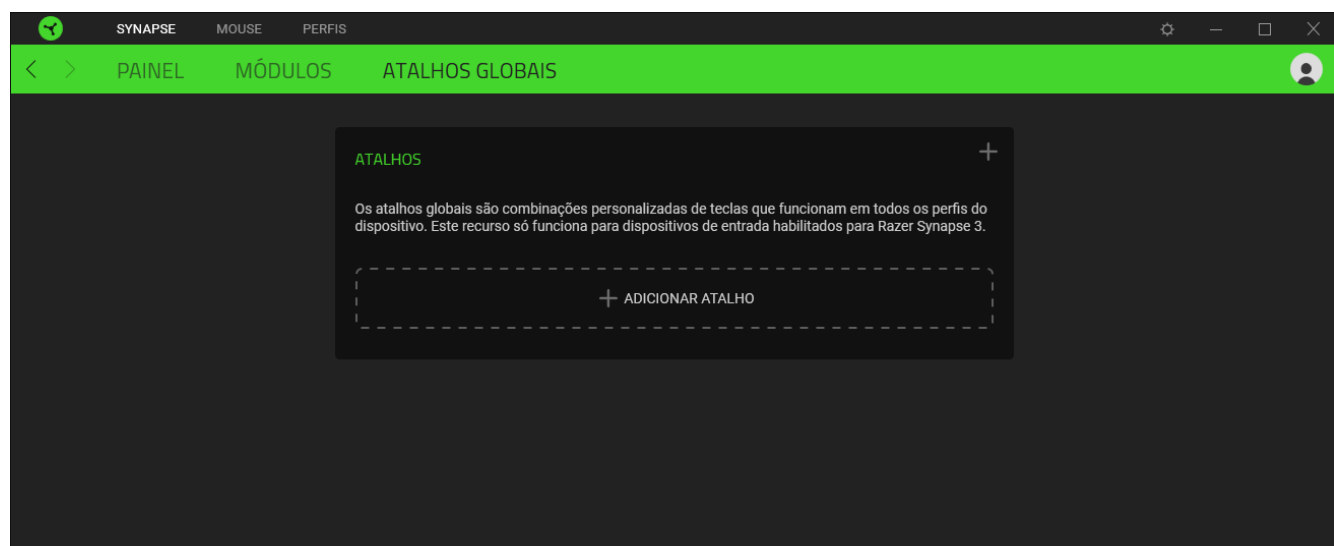 SYNAPSE MOUSE PERFIS
PAINEL MÓDULOS ATALHOS GLOBAIS
ATALHOS
Os atalhos globais são combinações personalizadas de teclas que funcionam em todos os perfis do
dispositivo. Este recurso só funciona para dispositivos de entrada habilitados para Razer Synapse 3.
ADICIONAR ATALHO